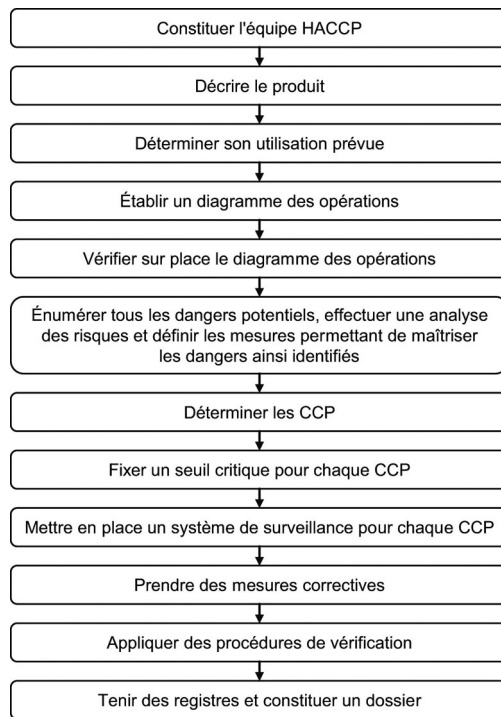 Constituer l'équipe HACCP
Décrire le produit
Déterminer son utilisation prévue
Établir un diagramme des opérations
Vérifier sur place le diagramme des opérations
Énumérer tous les dangers potentiels, effectuer une analyse
des risques et définir les mesures permettant de maîtriser
les dangers ainsi identifiés
Déterminer les CCP
Fixer un seuil critique pour chaque CCP
Mettre en place un système de surveillance pour chaque CCP
Prendre des mesures correctives
Appliquer des procédures de vérification
Tenir des registres et constituer un dossier